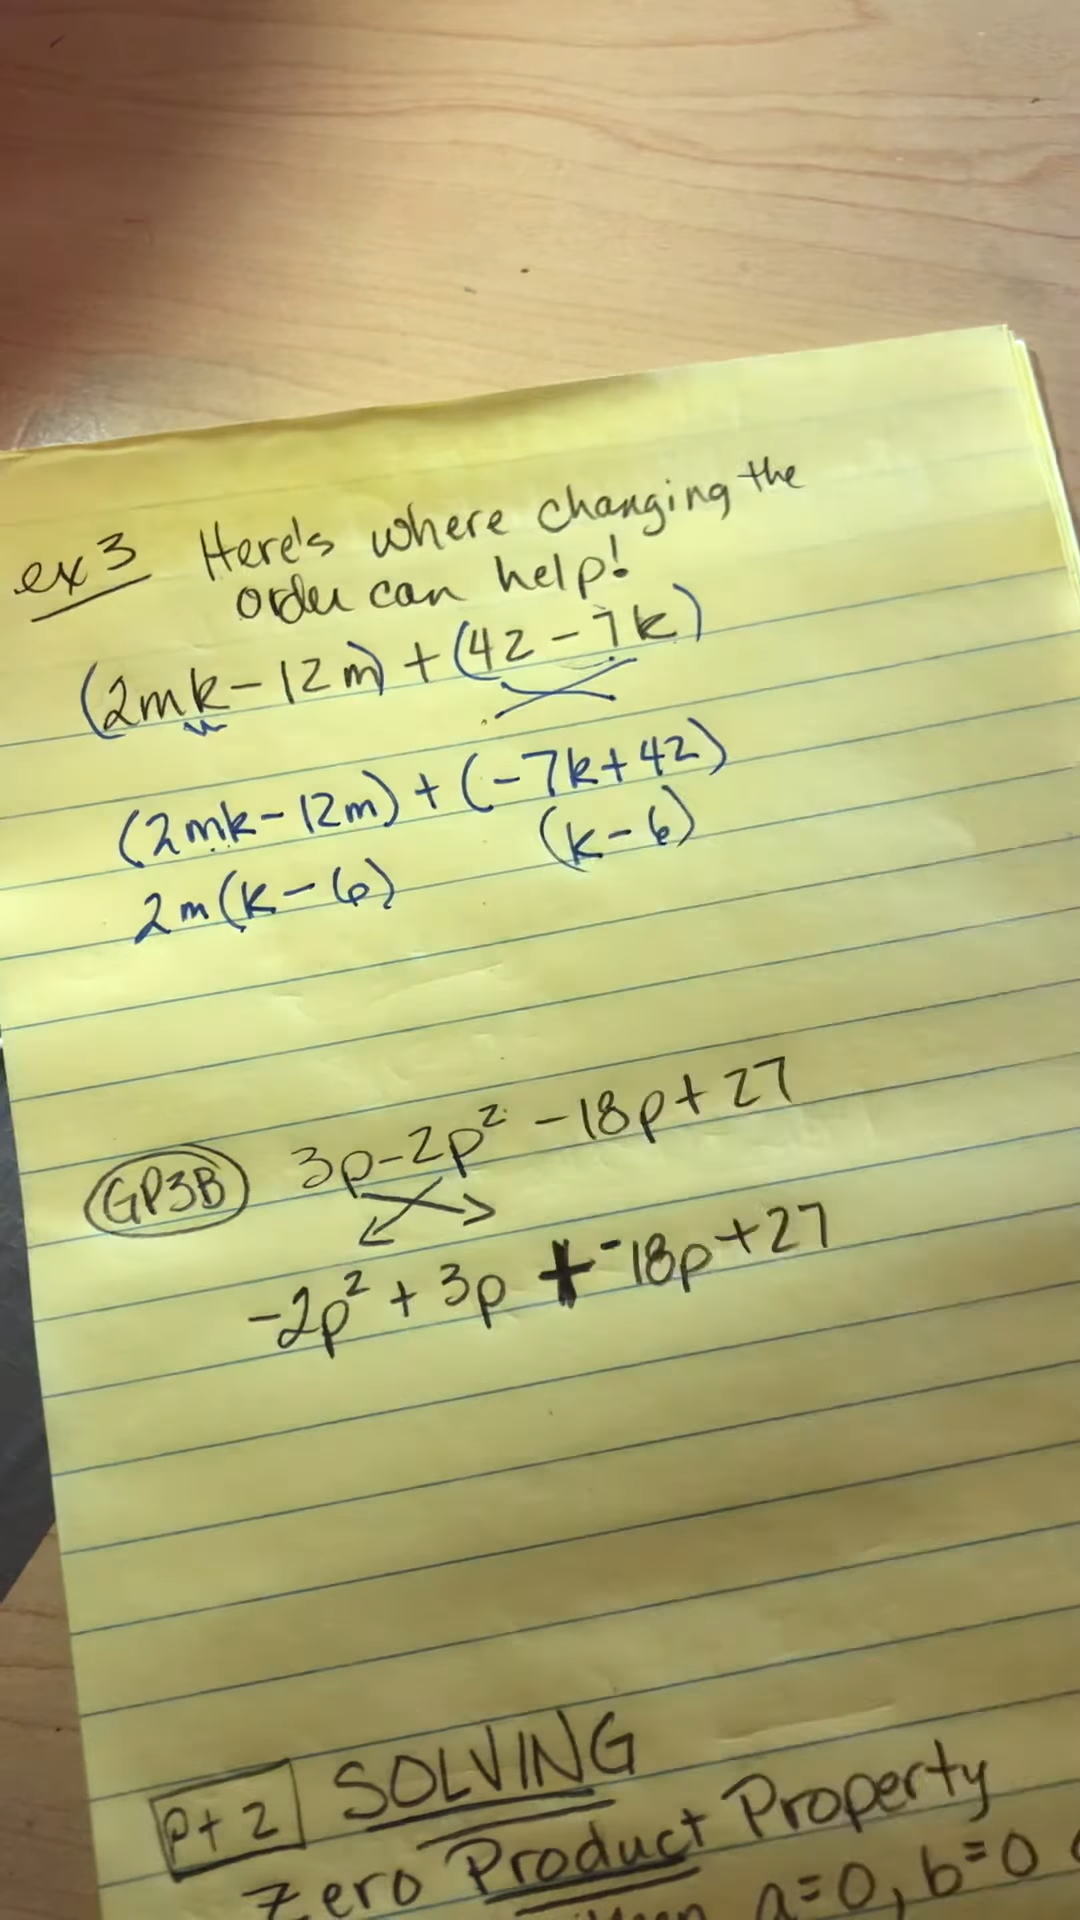 ex 3 Here's where changing the
order can help!
(2mk - 12m) + (42 - 7k)
(2mk - 12m) + (-7k + 42)
2m(k - 6) (k - 6)
GP3B 3p - 2p² - 18p + 27
-2p² + 3p + -18p + 27
pt 2 SOLVING
Zero Product Property
a=0, b=0